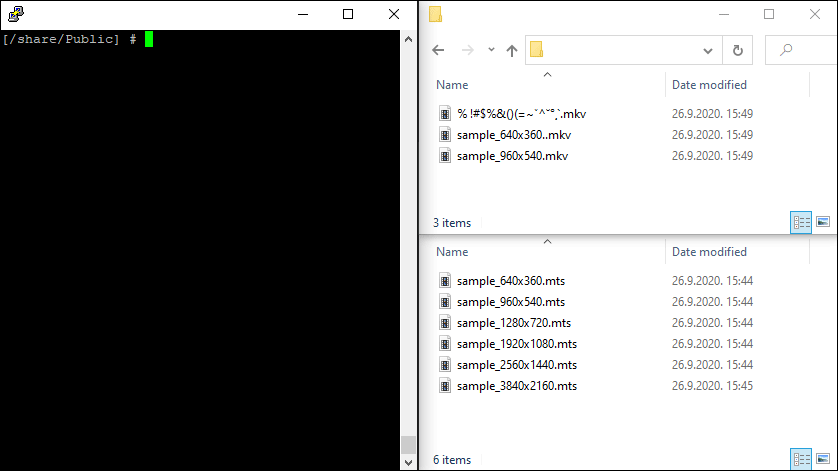 [/share/Public] #
Name Date modified
% !#$%&()(=~ˇ^˘°˛`.mkv 26.9.2020. 15:49
sample_640x360..mkv 26.9.2020. 15:49
sample_960x540.mkv 26.9.2020. 15:49
3 items
Name Date modified
sample_640x360.mts 26.9.2020. 15:44
sample_960x540.mts 26.9.2020. 15:44
sample_1280x720.mts 26.9.2020. 15:44
sample_1920x1080.mts 26.9.2020. 15:44
sample_2560x1440.mts 26.9.2020. 15:44
sample_3840x2160.mts 26.9.2020. 15:45
6 items